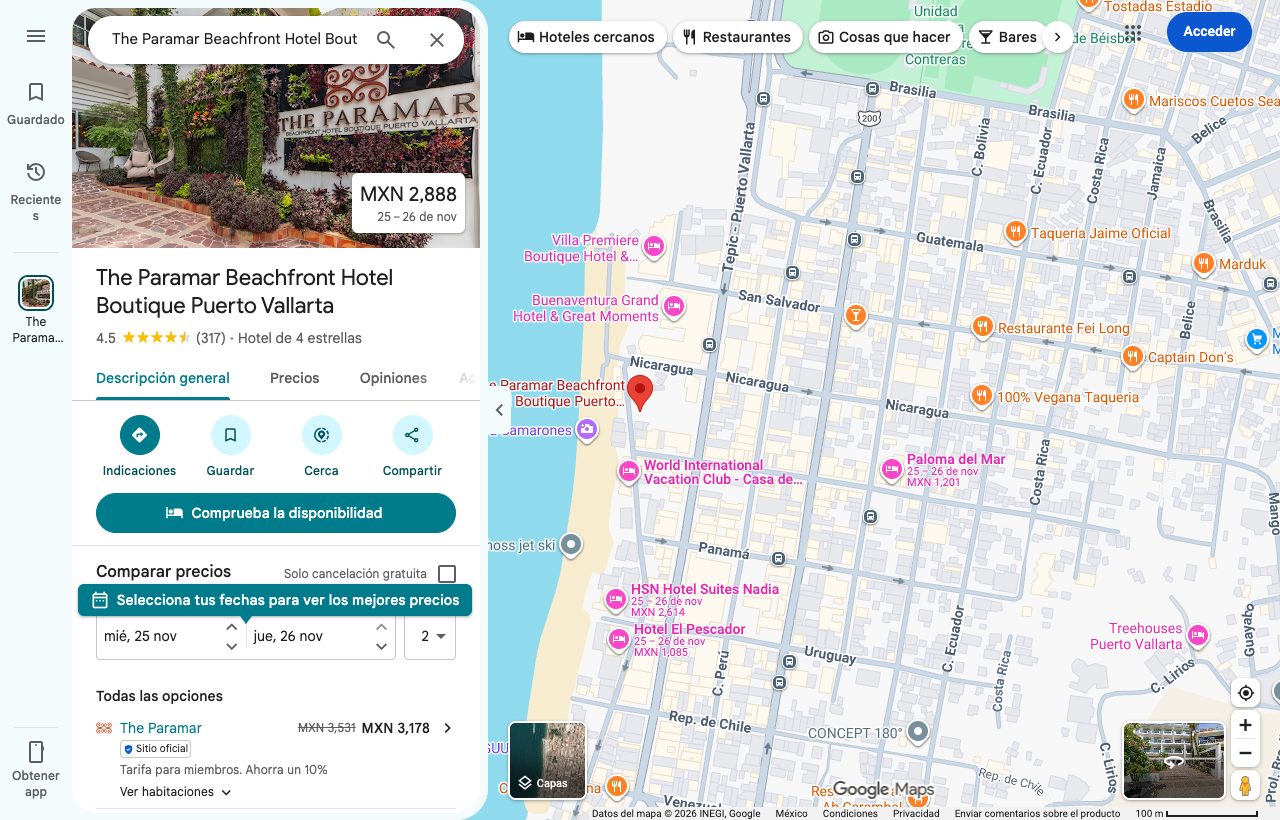 The Paramar Beachfront Hotel Bout
Guardado
Reciente
s
The
Parama...
Obtener
app
THE PARAMAR
BEACHFRONT HOTEL BOUTIQUE PUERTO VALLARTA
MXN 2,888
25 – 26 de nov
The Paramar Beachfront Hotel
Boutique Puerto Vallarta
4.5 (317) · Hotel de 4 estrellas
Descripción general
Precios
Opiniones
Ac
Indicaciones
Guardar
Cerca
Compartir
Comprueba la disponibilidad
Comparar precios
Solo cancelación gratuita
Selecciona tus fechas para ver los mejores precios
mié, 25 nov
jue, 26 nov
2
Todas las opciones
The Paramar
MXN 3,531 MXN 3,178
Sitio oficial
Tarifa para miembros. Ahorra un 10%
Ver habitaciones
Hoteles cercanos
Restaurantes
Cosas que hacer
Bares
Acceder
Tostadas Estadio
Unidad
Contreras
de Béisbol
Brasilia
Brasilia
Mariscos Cuetos Sea
Belice
200
Tepic - Puerto Vallarta
C. Bolivia
C. Ecuador
Costa Rica
Jamaica
Brasilia
Villa Premiere
Boutique Hotel &...
Guatemala
Taquería Jaime Oficial
Marduk
Buenaventura Grand
Hotel & Great Moments
San Salvador
Restaurante Fei Long
Belice
Captain Don's
Nicaragua
Nicaragua
Nicaragua
100% Vegana Taqueria
e Paramar Beachfront
Boutique Puerto...
Camarones
World International
Vacation Club - Casa de...
Paloma del Mar
25 – 26 de nov
MXN 1,201
Costa Rica
Mango
noss jet ski
Panamá
HSN Hotel Suites Nadia
25 – 26 de nov
MXN 2,614
Hotel El Pescador
25 – 26 de nov
MXN 1,085
Uruguay
C. Perú
C. Ecuador
Costa Rica
Treehouses
Puerto Vallarta
Guayabo
C. Lirios
C. Lirios
Rep. de Chile
Rep. de Chile
CONCEPT 180°
Capas
Venezuel
Google Maps
Datos del mapa © 2026 INEGI, Google
México
Condiciones
Privacidad
Enviar comentarios sobre el producto
100 m